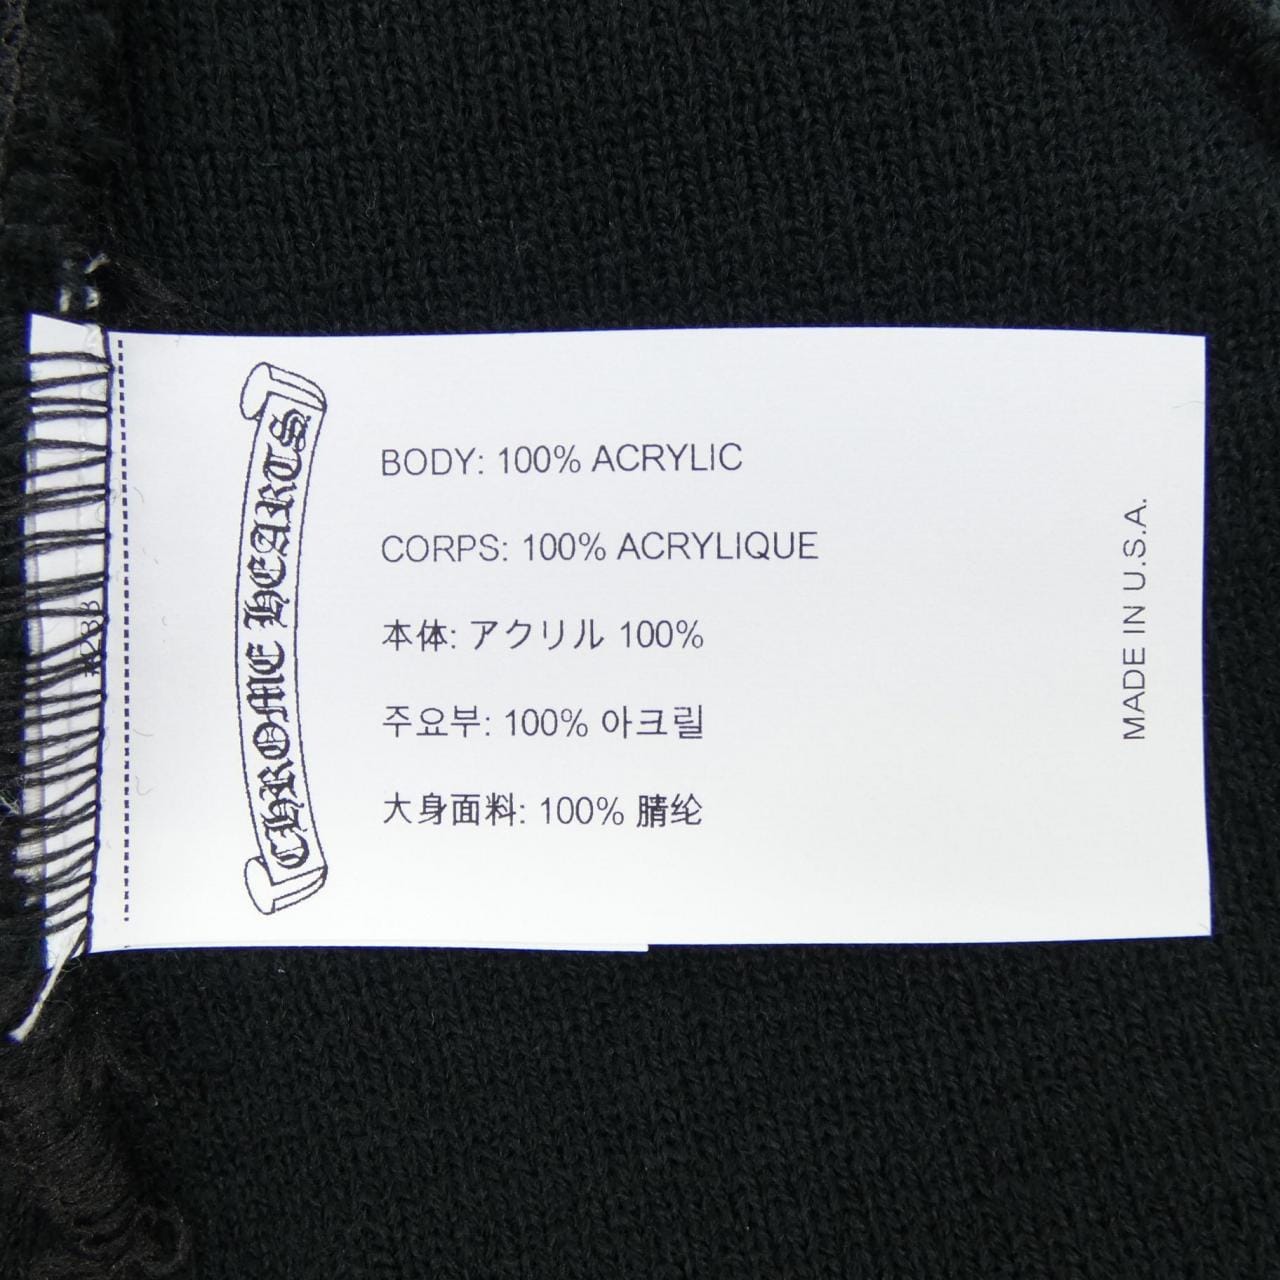 CHROME HEARTS
BODY: 100% ACRYLIC
CORPS: 100% ACRYLIQUE
本体: アクリル 100%
주요부: 100% 아크릴
大身面料: 100% 腈纶
MADE IN U.S.A.